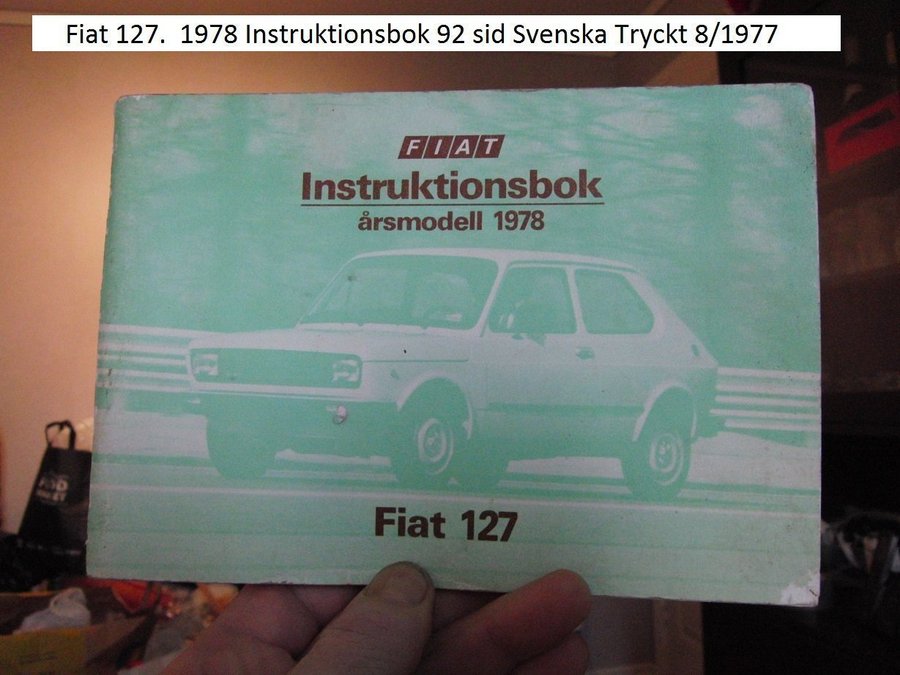 Fiat 127. 1978 Instruktionsbok 92 sid Svenska Tryckt 8/1977
FIAT
Instruktionsbok
årsmodell 1978
Fiat 127